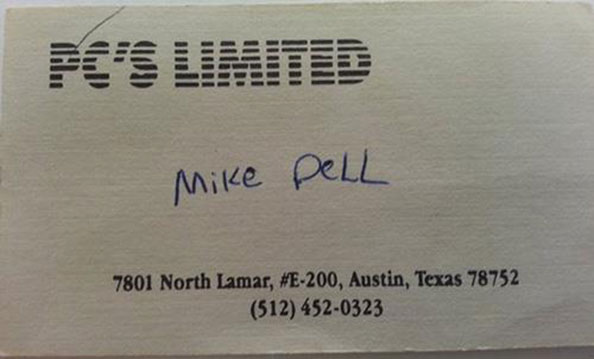 PC'S LIMITED
Mike Dell
7801 North Lamar, #E-200, Austin, Texas 78752
(512) 452-0323